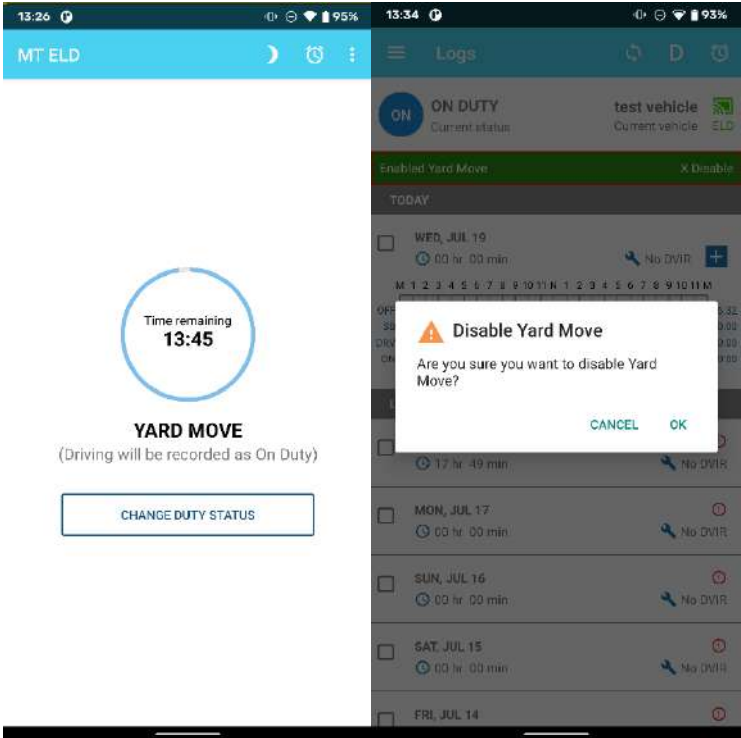 13:26
95%
MT ELD
Time remaining
13:45
YARD MOVE
(Driving will be recorded as On Duty)
CHANGE DUTY STATUS
13:34
93%
Logs
D
ON
ON DUTY
Current status
test vehicle
Current vehicle
ELD
Enabled Yard Move
X Disable
TODAY
WED, JUL 19
00 hr 00 min
No DVIR
M 1 2 3 4 5 6 7 8 9 10 11 N 1 2 3 4 5 6 7 8 9 10 11 M
Disable Yard Move
Are you sure you want to disable Yard
Move?
CANCEL
OK
17 hr 49 min
No DVIR
MON, JUL 17
00 hr 00 min
No DVIR
SUN, JUL 16
00 hr 00 min
No DVIR
SAT, JUL 15
00 hr 00 min
No DVIR
FRI, JUL 14